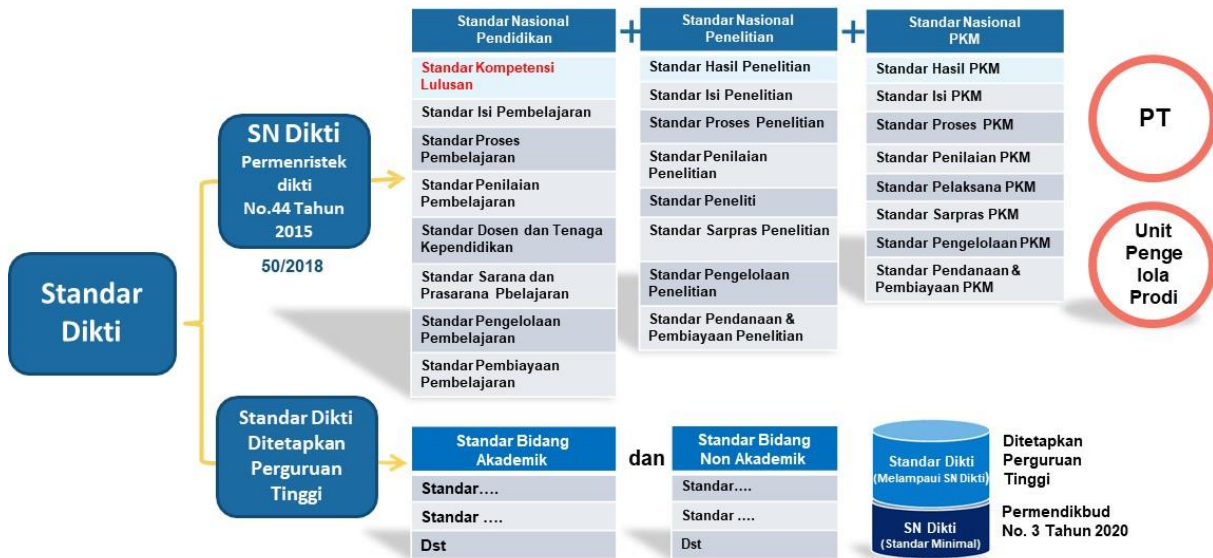 Standar
Dikti
SN Dikti
Permenristek
dikti
No.44 Tahun
2015
50/2018
Standar Nasional
Pendidikan
Standar Kompetensi
Lulusan
Standar Isi Pembelajaran
Standar Proses
Pembelajaran
Standar Penilaian
Pembelajaran
Standar Dosen dan Tenaga
Kependidikan
Standar Sarana dan
Prasarana Pbelajaran
Standar Pengelolaan
Pembelajaran
Standar Pembiayaan
Pembelajaran
+
Standar Nasional
Penelitian
Standar Hasil Penelitian
Standar Isi Penelitian
Standar Proses Penelitian
Standar Penilaian
Penelitian
Standar Peneliti
Standar Sarpras Penelitian
Standar Pengelolaan
Penelitian
Standar Pendanaan &
Pembiayaan Penelitian
+
Standar Nasional
PKM
Standar Hasil PKM
Standar Isi PKM
Standar Proses PKM
Standar Penilaian PKM
Standar Pelaksana PKM
Standar Sarpras PKM
Standar Pengelolaan PKM
Standar Pendanaan &
Pembiayaan PKM
PT
Unit
Penge
lola
Prodi
Standar Dikti
Ditetapkan
Perguruan
Tinggi
Standar Bidang
Akademik
Standar....
Standar ....
Dst
dan
Standar Bidang
Non Akademik
Standar....
Standar ....
Dst
Standar Dikti
(Melampaui SN Dikti)
SN Dikti
(Standar Minimal)
Ditetapkan
Perguruan
Tinggi
Permendikbud
No. 3 Tahun 2020